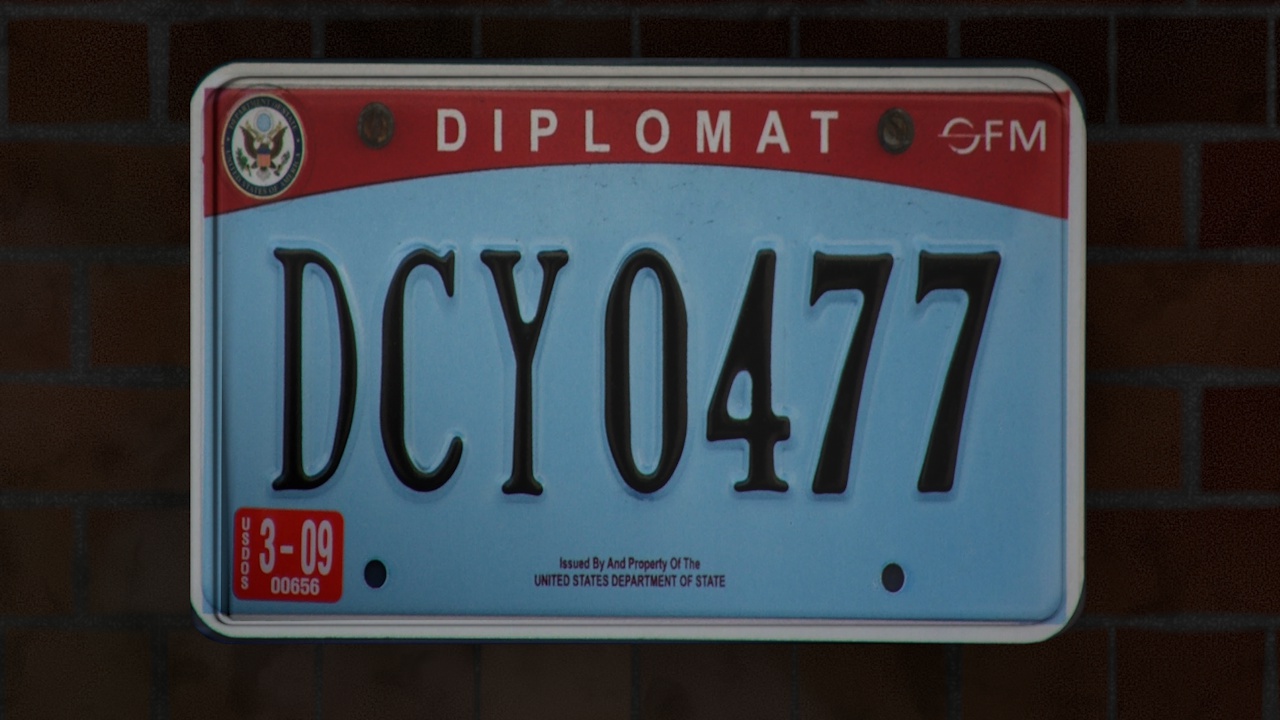 DIPLOMAT
OFM
DCY 0477
USDOS
3-09
00656
Issued By And Property Of The
UNITED STATES DEPARTMENT OF STATE